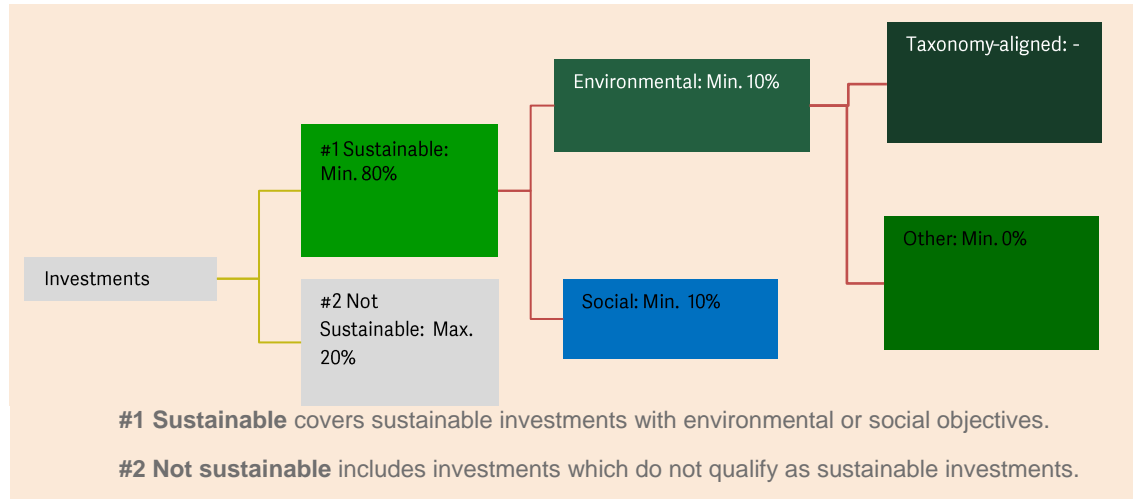 Taxonomy-aligned: -
Environmental: Min. 10%
#1 Sustainable:
Min. 80%
Other: Min. 0%
Investments
#2 Not
Sustainable: Max.
20%
Social: Min. 10%
#1 Sustainable covers sustainable investments with environmental or social objectives.
#2 Not sustainable includes investments which do not qualify as sustainable investments.